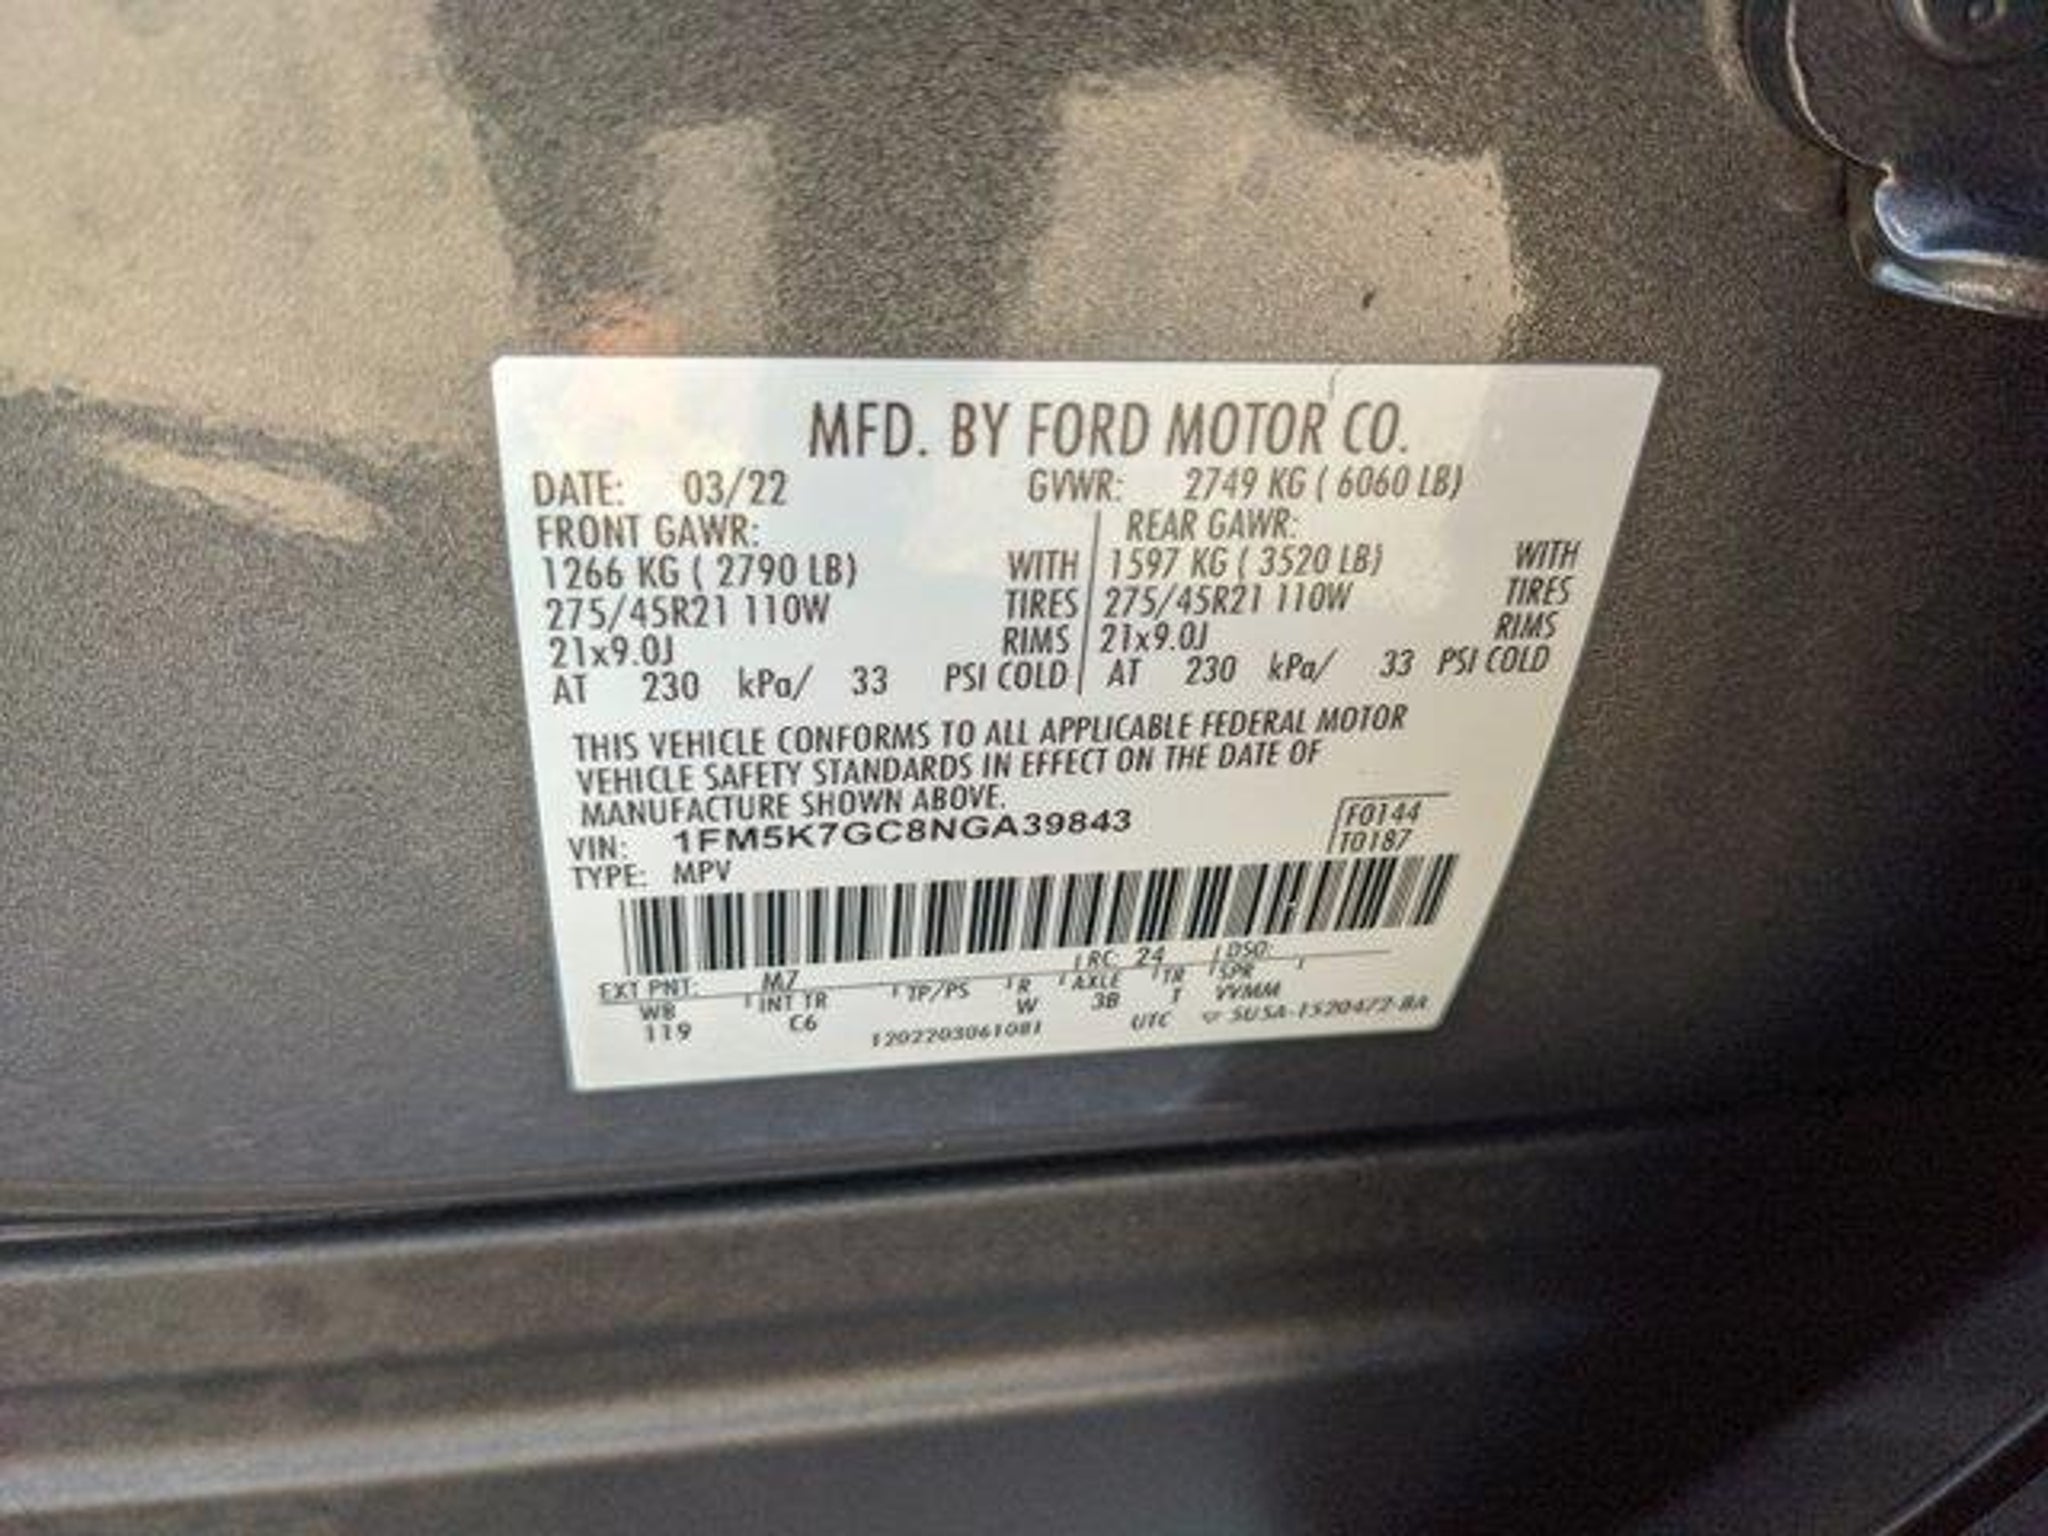 MFD. BY FORD MOTOR CO.
DATE: 03/22 GVWR: 2749 KG ( 6060 LB)
FRONT GAWR: REAR GAWR:
1266 KG ( 2790 LB) WITH 1597 KG ( 3520 LB) WITH
275/45R21 110W TIRES 275/45R21 110W TIRES
21x9.0J RIMS 21x9.0J RIMS
AT 230 kPa/ 33 PSI COLD AT 230 kPa/ 33 PSI COLD
THIS VEHICLE CONFORMS TO ALL APPLICABLE FEDERAL MOTOR
VEHICLE SAFETY STANDARDS IN EFFECT ON THE DATE OF
MANUFACTURE SHOWN ABOVE.
VIN: 1FM5K7GC8NGA39843 F0144
TYPE: MPV T0187
EXT PNT: M7 RC: 24 DSO:
WB INT TR TP/PS R AXLE TR SPR
119 C6 W 3B T VVMM
1202203061081 UTC 5U5A-1520472-BA